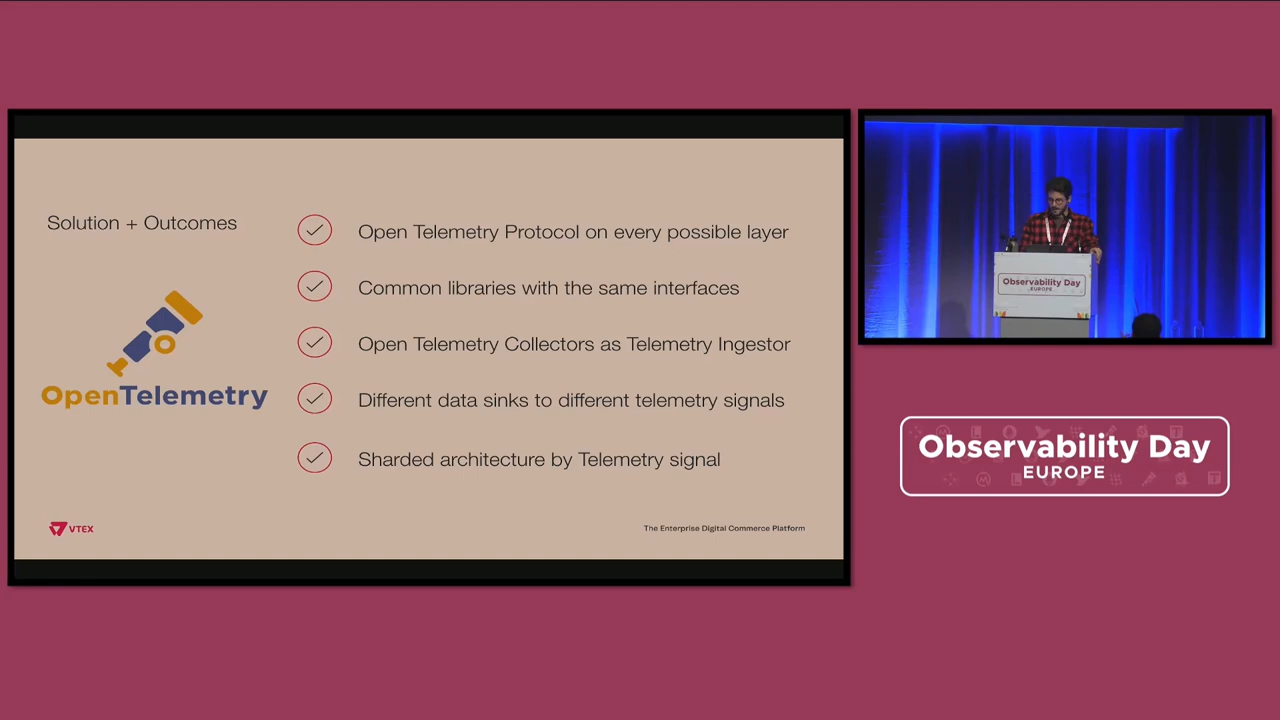 Solution + Outcomes
OpenTelemetry
Open Telemetry Protocol on every possible layer
Common libraries with the same interfaces
Open Telemetry Collectors as Telemetry Ingestor
Different data sinks to different telemetry signals
Sharded architecture by Telemetry signal
VTEX
The Enterprise Digital Commerce Platform
Observability Day
EUROPE
Observability Day
EUROPE